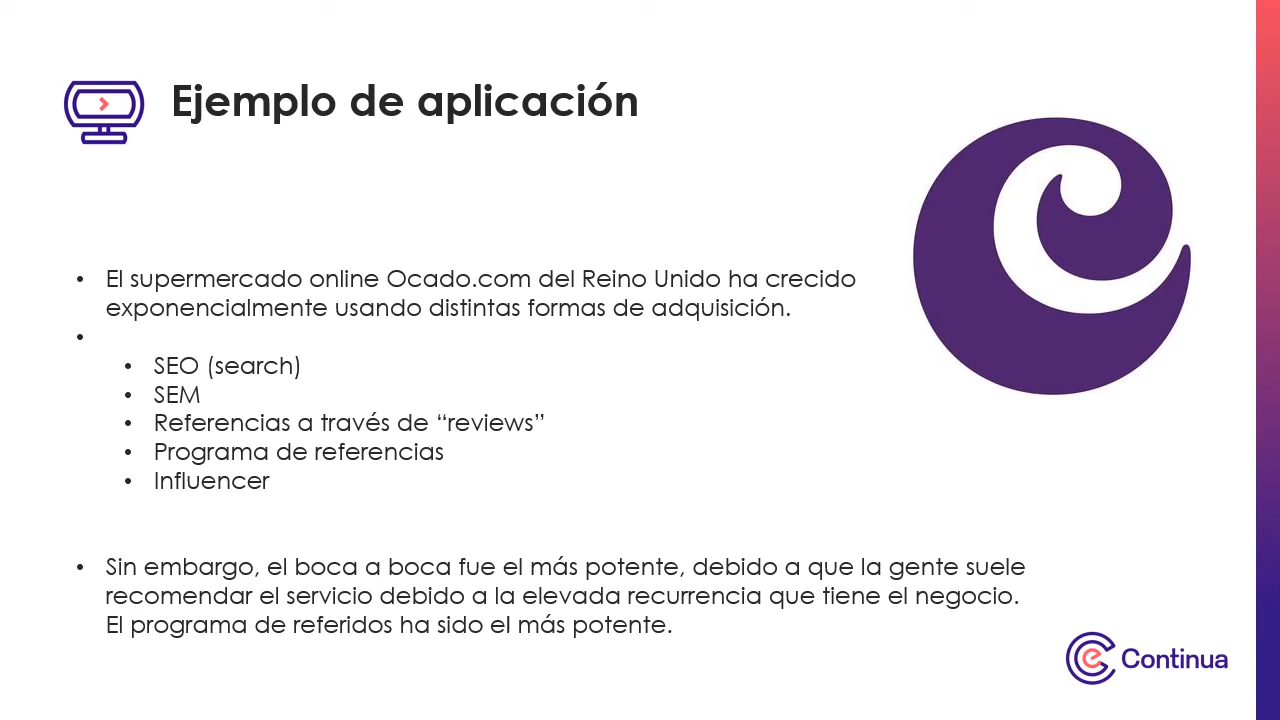 Ejemplo de aplicación
• El supermercado online Ocado.com del Reino Unido ha crecido
exponencialmente usando distintas formas de adquisición.
•
• SEO (search)
• SEM
• Referencias a través de “reviews”
• Programa de referencias
• Influencer
• Sin embargo, el boca a boca fue el más potente, debido a que la gente suele
recomendar el servicio debido a la elevada recurrencia que tiene el negocio.
El programa de referidos ha sido el más potente.
Continua